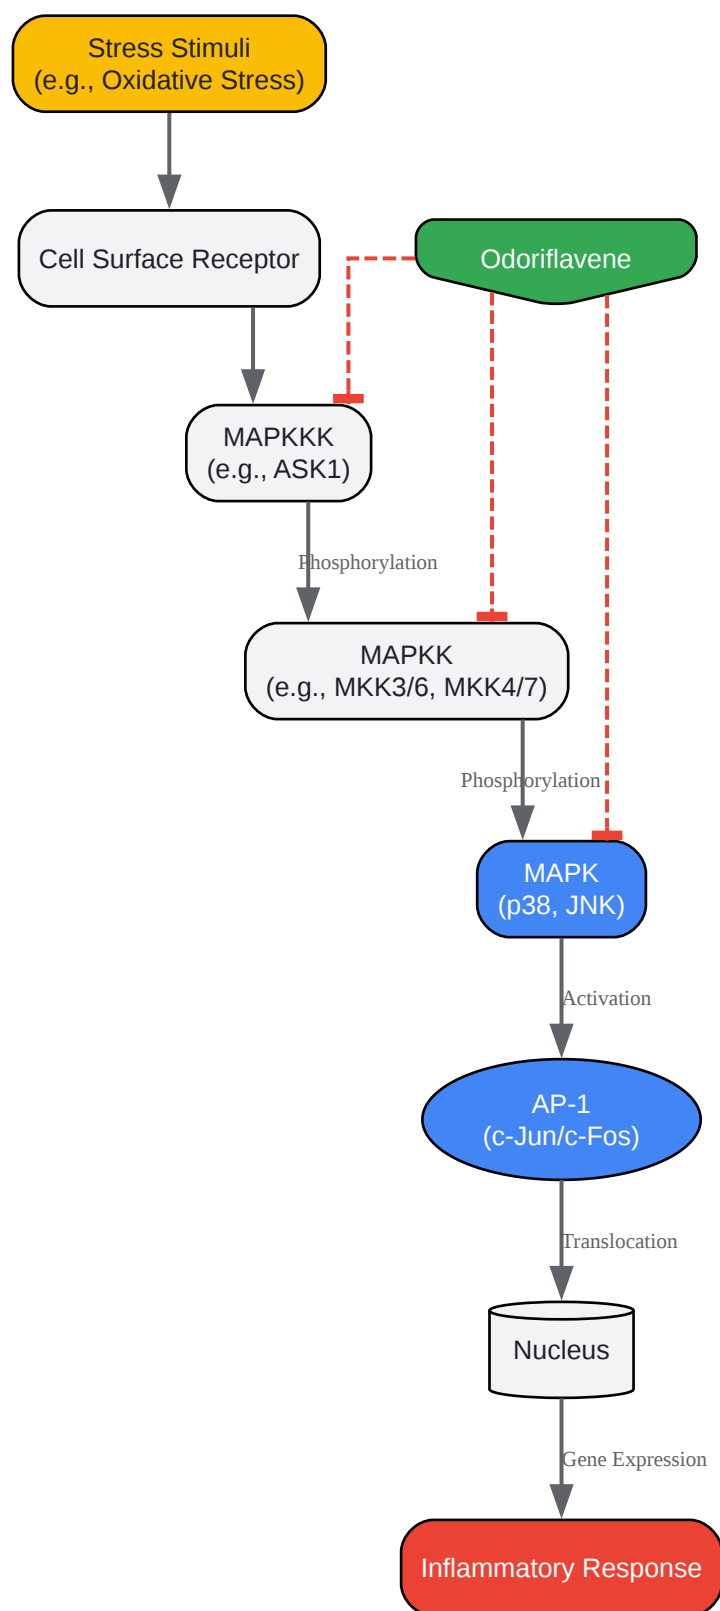 Stress Stimuli
(e.g., Oxidative Stress)
Cell Surface Receptor
Odoriflavene
MAPKKK
(e.g., ASK1)
Phosphorylation
MAPKK
(e.g., MKK3/6, MKK4/7)
Phosphorylation
MAPK
(p38, JNK)
Activation
AP-1
(c-Jun/c-Fos)
Translocation
Nucleus
Gene Expression
Inflammatory Response